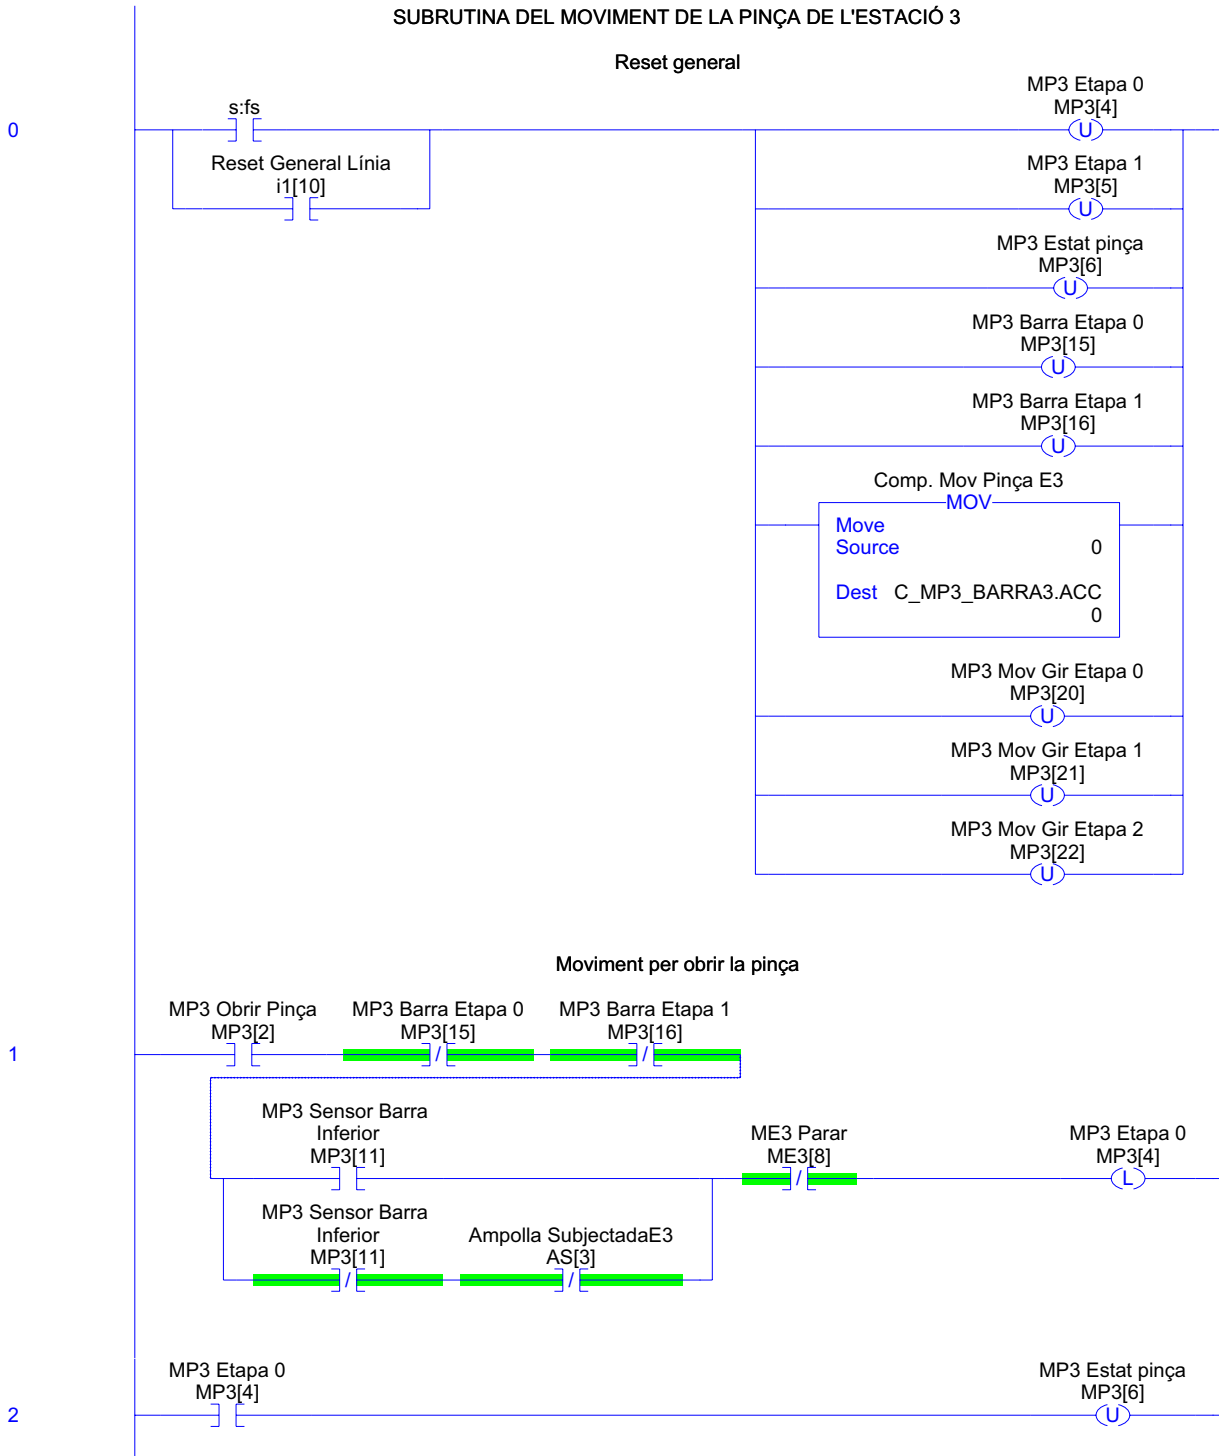 SUBRUTINA DEL MOVIMENT DE LA PINÇA DE L'ESTACIÓ 3
Reset general
MP3 Etapa 0
MP3[4]
s:fs
0
U
Reset General Línia
i1[10]
MP3 Etapa 1
MP3[5]
U
MP3 Estat pinça
MP3[6]
U
MP3 Barra Etapa 0
MP3[15]
U
MP3 Barra Etapa 1
MP3[16]
U
Comp. Mov Pinça E3
MOV
Move
Source 0
Dest C_MP3_BARRA3.ACC
0
MP3 Mov Gir Etapa 0
MP3[20]
U
MP3 Mov Gir Etapa 1
MP3[21]
U
MP3 Mov Gir Etapa 2
MP3[22]
U
Moviment per obrir la pinça
MP3 Obrir Pinça
MP3[2]
MP3 Barra Etapa 0
MP3[15]
MP3 Barra Etapa 1
MP3[16]
1
MP3 Sensor Barra
Inferior
MP3[11]
ME3 Parar
ME3[8]
MP3 Etapa 0
MP3[4]
L
MP3 Sensor Barra
Inferior
MP3[11]
Ampolla SubjectadaE3
AS[3]
MP3 Etapa 0
MP3[4]
MP3 Estat pinça
MP3[6]
2
U